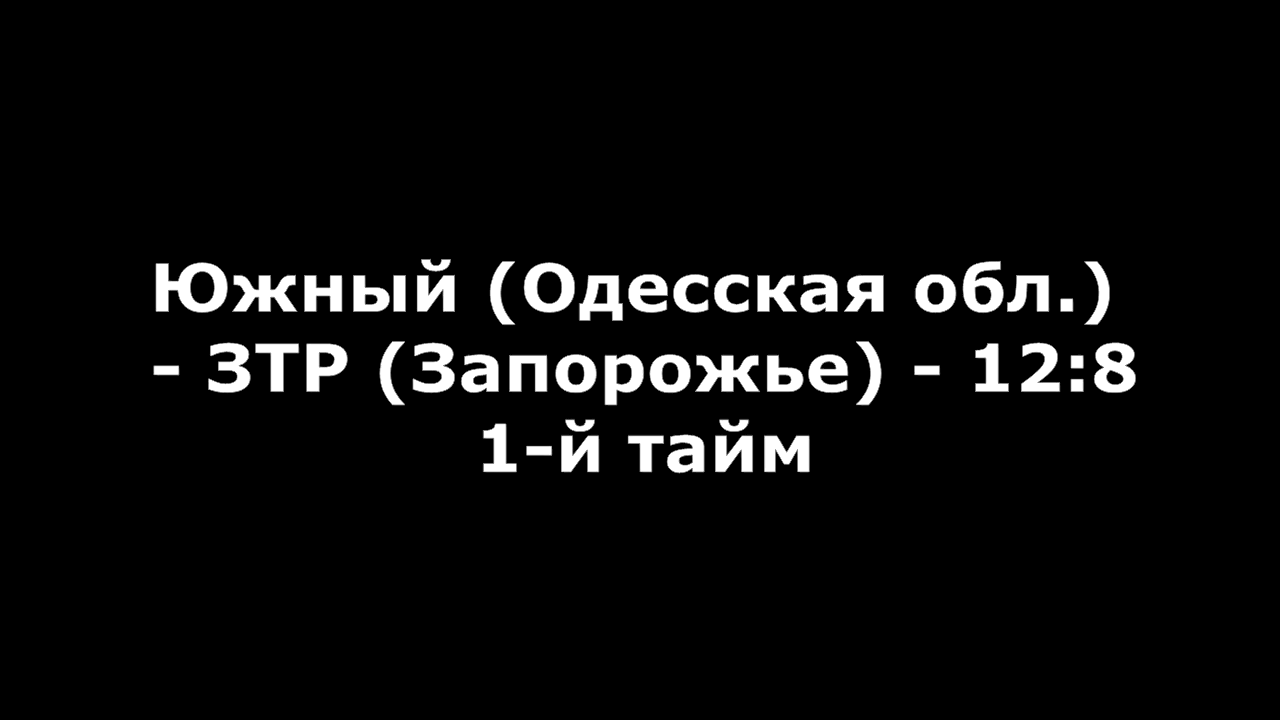 Южный (Одесская обл.)
- ЗТР (Запорожье) - 12:8
1-й тайм